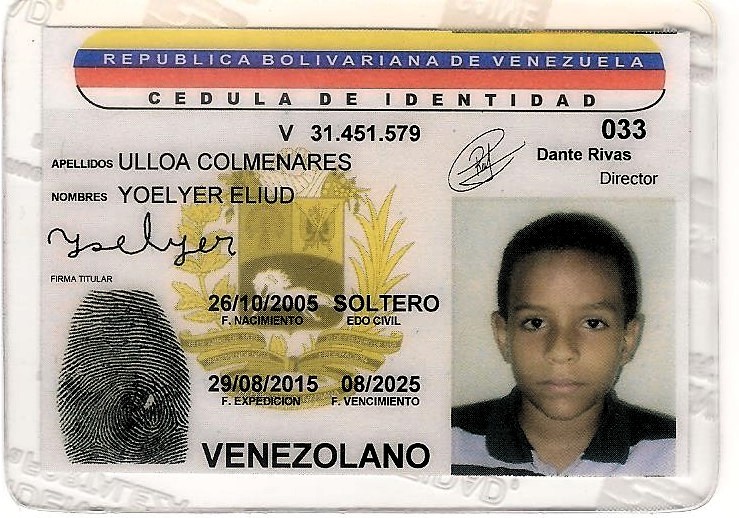 REPUBLICA BOLIVARIANA DE VENEZUELA
CEDULA DE IDENTIDAD
V 31.451.579
033
APELLIDOS ULLOA COLMENARES
Dante Rivas
Director
NOMBRES YOELYER ELIUD
Yoelyer
FIRMA TITULAR
26/10/2005 SOLTERO
F. NACIMIENTO EDO CIVIL
29/08/2015 08/2025
F. EXPEDICION F. VENCIMIENTO
VENEZOLANO